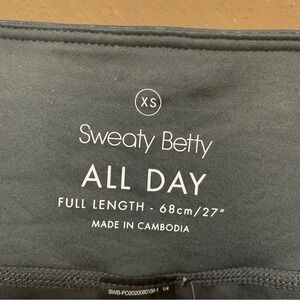 XS
Sweaty Betty
ALL DAY
FULL LENGTH - 68cm/27"
MADE IN CAMBODIA